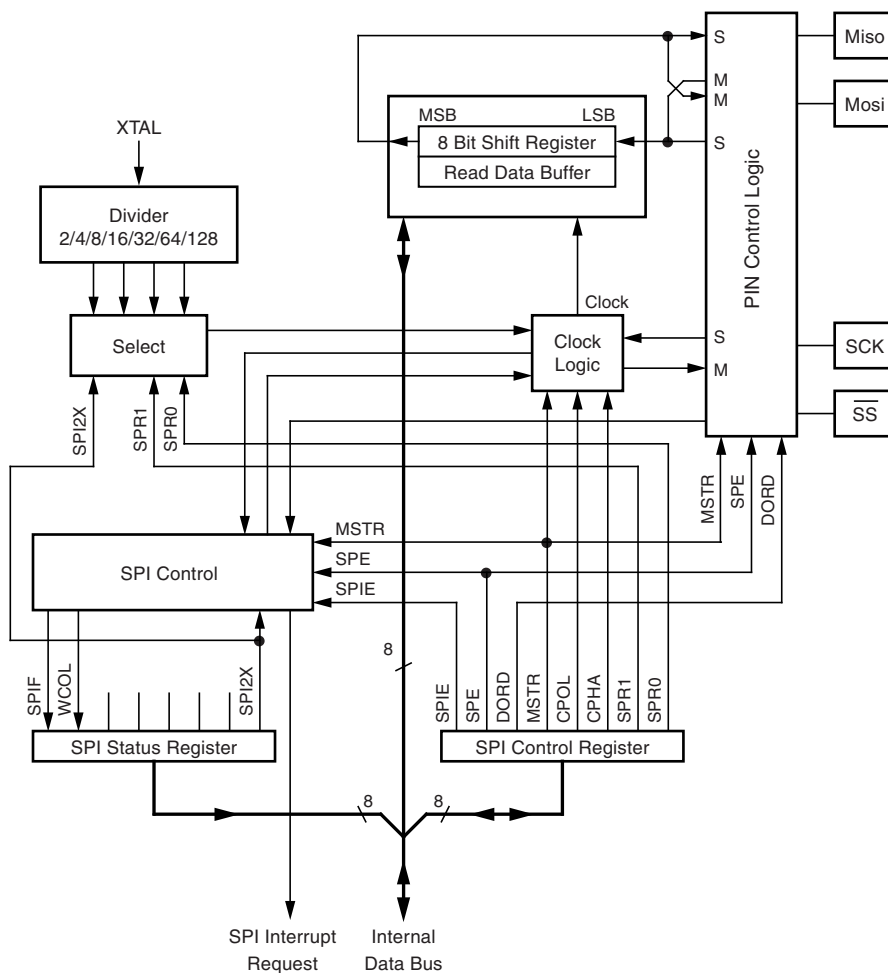 S
Miso
M
M
Mosi
MSB
LSB
XTAL
8 Bit Shift Register
S
Read Data Buffer
Divider
2/4/8/16/32/64/128
PIN Control Logic
Clock
Select
Clock
Logic
S
M
SCK
SS
SPI2X
SPR1
SPR0
MSTR
SPE
DORD
MSTR
SPE
SPIE
SPI Control
8
SPIF
WCOL
SPI2X
SPIE
SPE
DORD
MSTR
CPOL
CPHA
SPR1
SPR0
SPI Status Register
SPI Control Register
8
8
SPI Interrupt
Request
Internal
Data Bus